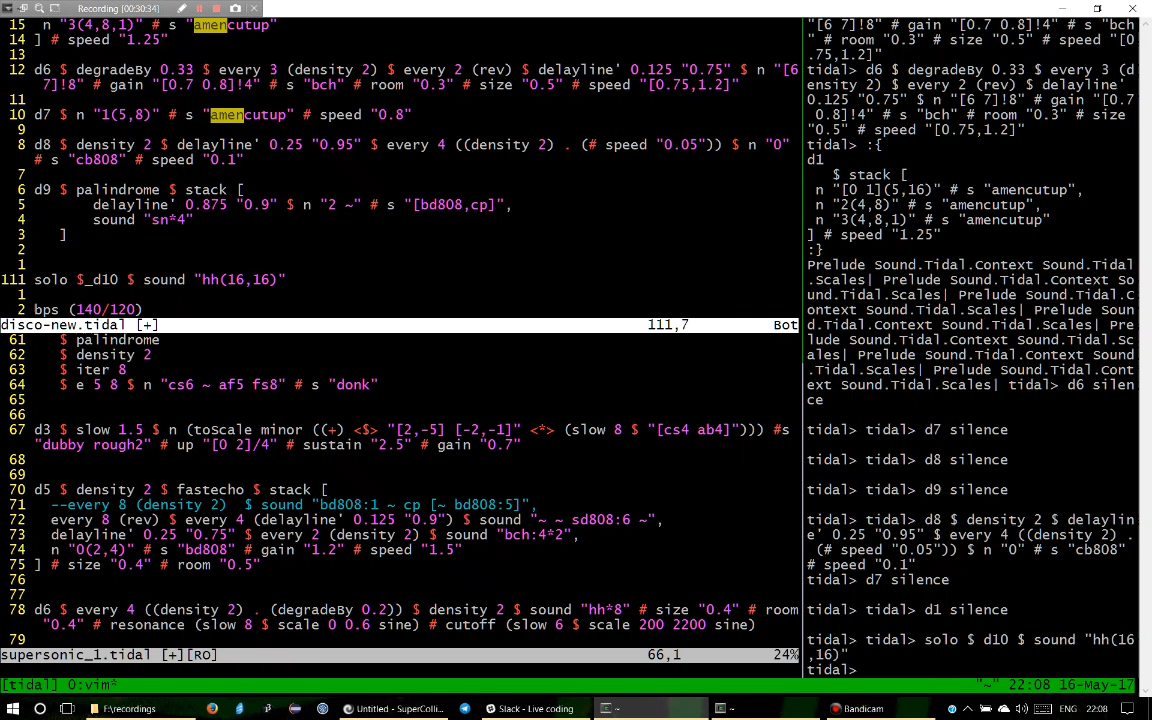 Recording [00:30:34]
15  n "3(4,8,1)" # s "amencutup"
14 ] # speed "1.25"
13
12 d6 $ degradeBy 0.33 $ every 3 (density 2) $ every 2 (rev) $ delayline' 0.125 "0.75" $ n "[6
7]!8" # gain "[0.7 0.8]!4" # s "bch" # room "0.3" # size "0.5" # speed "[0.75,1.2]"
11
10 d7 $ n "1(5,8)" # s "amencutup" # speed "0.8"
9
8 d8 $ density 2 $ delayline' 0.25 "0.95" $ every 4 ((density 2) . (# speed "0.05")) $ n "0"
# s "cb808" # speed "0.1"
7
6 d9 $ palindrome $ stack [
5        delayline' 0.875 "0.9" $ n "2 ~" # s "[bd808,cp]",
4        sound "sn*4"
3    ]
2
1
111 solo $_d10 $ sound "hh(16,16)"
1
2 bps (140/120)
disco-new.tidal [+] 111,7 Bot
61    $ palindrome
62    $ density 2
63    $ iter 8
64    $ e 5 8 $ n "cs6 ~ af5 fs8" # s "donk"
65
66
67 d3 $ slow 1.5 $ n (toScale minor ((+) <$> "[2,-5] [-2,-1]" <*> (slow 8 $ "[cs4 ab4]"))) #s
"dubby rough2" # up "[0 2]/4" # sustain "2.5" # gain "0.7"
68
69
70 d5 $ density 2 $ fastecho $ stack [
71   --every 8 (density 2)  $ sound "bd808:1 ~ cp [~ bd808:5]",
72   every 8 (rev) $ every 4 (delayline' 0.125 "0.9") $ sound "~ ~ sd808:6 ~",
73   delayline' 0.25 "0.75" $ every 2 (density 2) $ sound "bch:4*2",
74   n "0(2,4)" # s "bd808" # gain "1.2" # speed "1.5"
75 ] # size "0.4" # room "0.5"
76
77
78 d6 $ every 4 ((density 2) . (degradeBy 0.2)) $ density 2 $ sound "hh*8" # size "0.4" # room
"0.4" # resonance (slow 8 $ scale 0 0.6 sine) # cutoff (slow 6 $ scale 200 2200 sine)
79
supersonic_1.tidal [+][RO] 66,1 24%
"[6 7]!8" # gain "[0.7 0.8]!4" # s "bch
" # room "0.3" # size "0.5" # speed "[0
.75,1.2]"
tidal> d6 $ degradeBy 0.33 $ every 3 (d
ensity 2) $ every 2 (rev) $ delayline'
0.125 "0.75" $ n "[6 7]!8" # gain "[0.7
 0.8]!4" # s "bch" # room "0.3" # size
"0.5" # speed "[0.75,1.2]"
tidal> :{
d1
   $ stack [
 n "[0 1](5,16)" # s "amencutup",
 n "2(4,8)" # s "amencutup",
 n "3(4,8,1)" # s "amencutup"
] # speed "1.25"
:}
Prelude Sound.Tidal.Context Sound.Tidal
.Scales| Prelude Sound.Tidal.Context So
und.Tidal.Scales| Prelude Sound.Tidal.C
ontext Sound.Tidal.Scales| Prelude Soun
d.Tidal.Context Sound.Tidal.Scales| Pre
lude Sound.Tidal.Context Sound.Tidal.Sc
ales| Prelude Sound.Tidal.Context Sound
.Tidal.Scales| Prelude Sound.Tidal.Cont
ext Sound.Tidal.Scales| tidal> d6 silen
ce
tidal> tidal> d7 silence
tidal> tidal> d8 silence
tidal> tidal> d9 silence
tidal> tidal> d8 $ density 2 $ delaylin
e' 0.25 "0.95" $ every 4 ((density 2) .
 (# speed "0.05")) $ n "0" # s "cb808"
# speed "0.1"
tidal> d7 silence
tidal> tidal> d1 silence
tidal> tidal> solo $ d10 $ sound "hh(16
,16)"
tidal>
[tidal] 0:vim* "~" 22:08 16-May-17
F:\recordings Untitled - SuperColli... Slack - Live coding ~ ~ Bandicam ENG 22:08